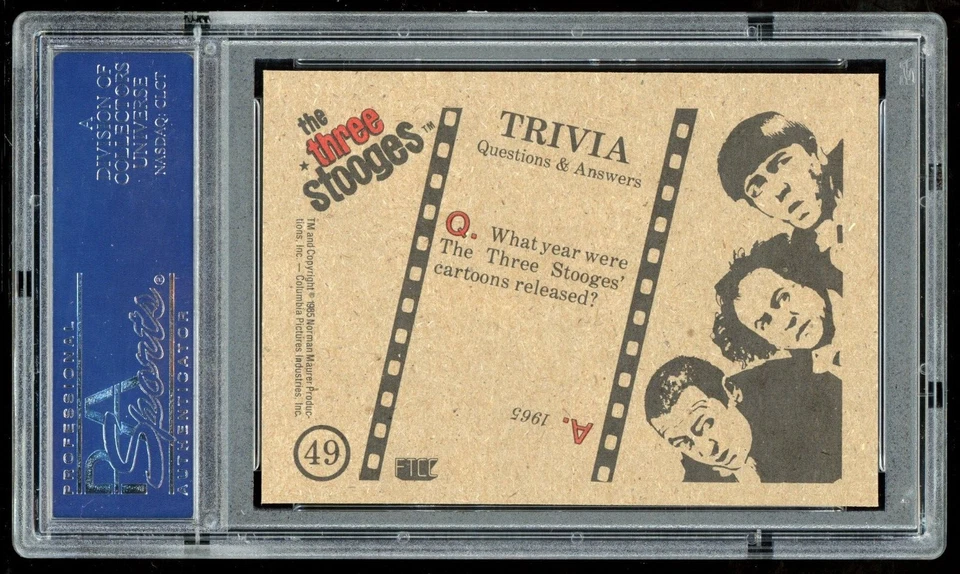 A
DIVISION OF
COLLECTORS
UNIVERSE
NASDAQ: CLCT
PROFESSIONAL
PSA
Sports®
AUTHENTICATOR
the
three
stooges™
TM and Copyright © 1985 Norman Maurer Produc-
tions, Inc. — Columbia Pictures Industries, Inc.
49
TRIVIA
Questions & Answers
Q. What year were
The Three Stooges'
cartoons released?
A. 1965
FTCC